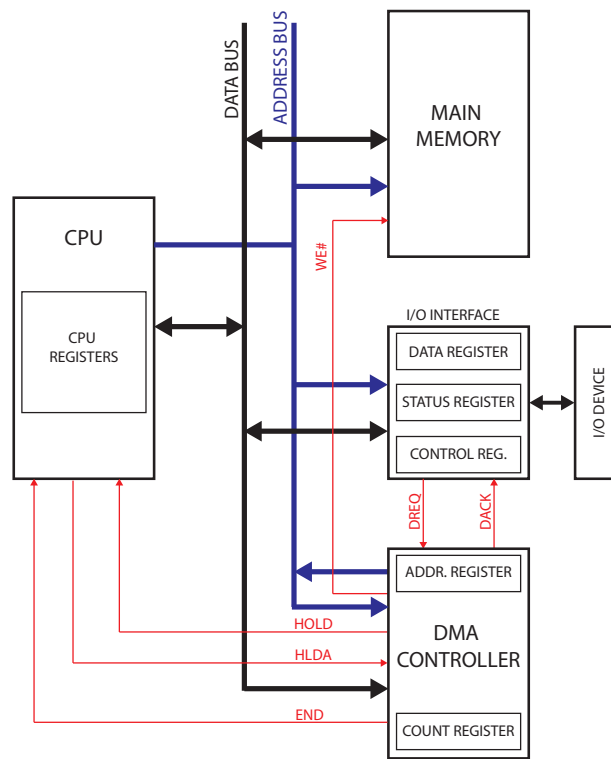 DATA BUS
ADDRESS BUS
MAIN
MEMORY
CPU
WE#
CPU
REGISTERS
I/O INTERFACE
DATA REGISTER
STATUS REGISTER
CONTROL REG.
I/O DEVICE
DREQ
DACK
ADDR. REGISTER
HOLD
DMA
CONTROLLER
HLDA
END
COUNT REGISTER